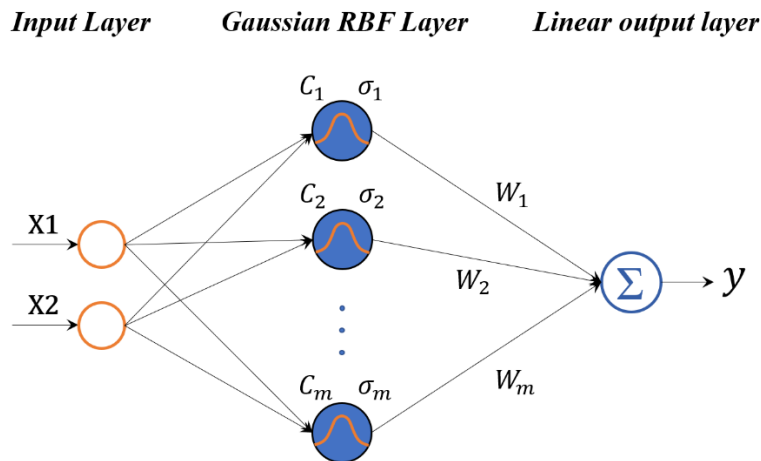 Input Layer Gaussian RBF Layer Linear output layer
C₁ σ₁
W₁
X1
C₂ σ₂
W₂
Σ y
X2
Cₘ σₘ
Wₘ